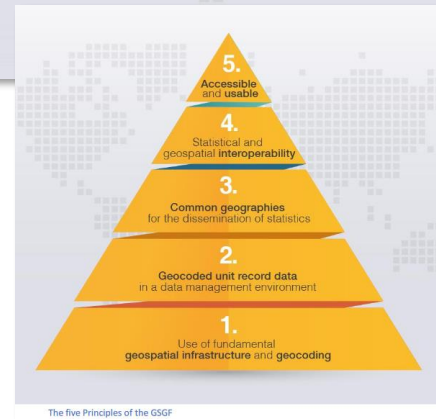 5.
Accessible
and usable
4.
Statistical and
geospatial interoperability
3.
Common geographies
for the dissemination of statistics
2.
Geocoded unit record data
in a data management environment
1.
Use of fundamental
geospatial infrastructure and geocoding
The five Principles of the GSGF